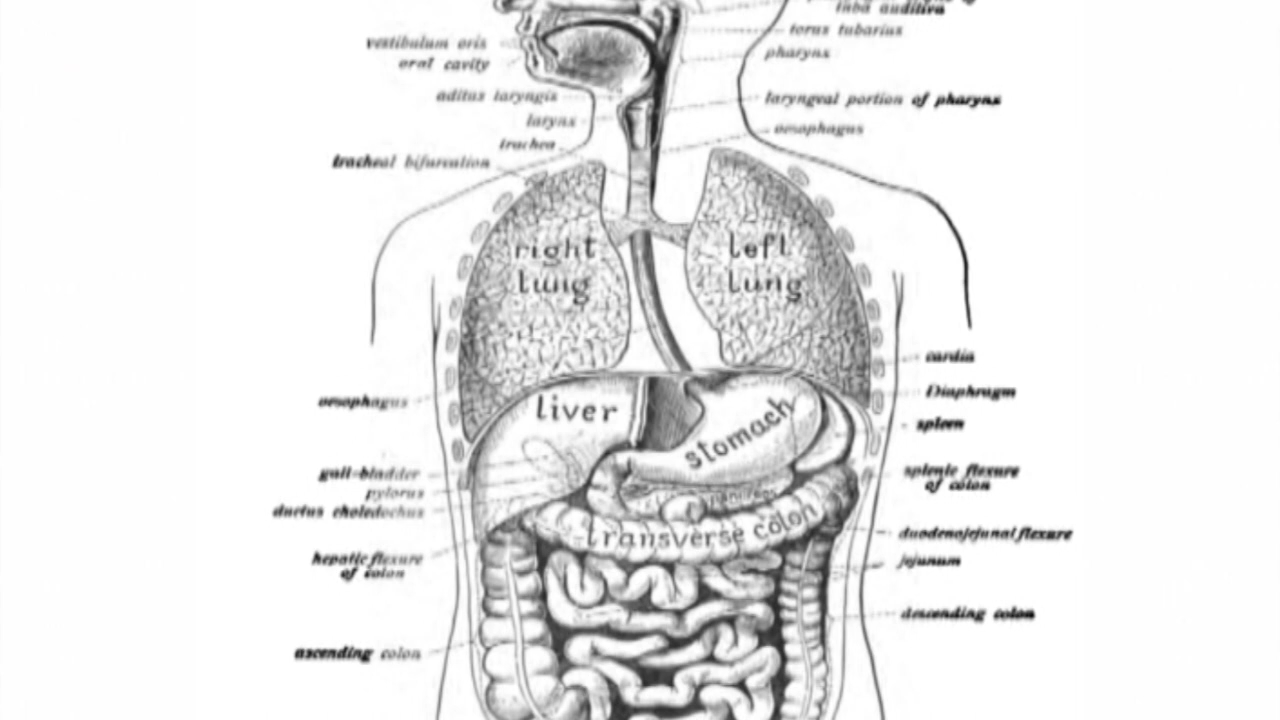 tuba auditiva
torus tubarius
vestibulum oris
oral cavity
pharynx
aditus laryngis
laryngeal portion of pharynx
larynx
oesophagus
trachea
tracheal bifurcation
right
lung
left
lung
cardia
Diaphragm
oesophagus
liver
stomach
spleen
gall-bladder
splenic flexure
of colon
pylorus
pancreas
ductus choledochus
transverse colon
duodenojejunal flexure
hepatic flexure
of colon
jejunum
descending colon
ascending colon